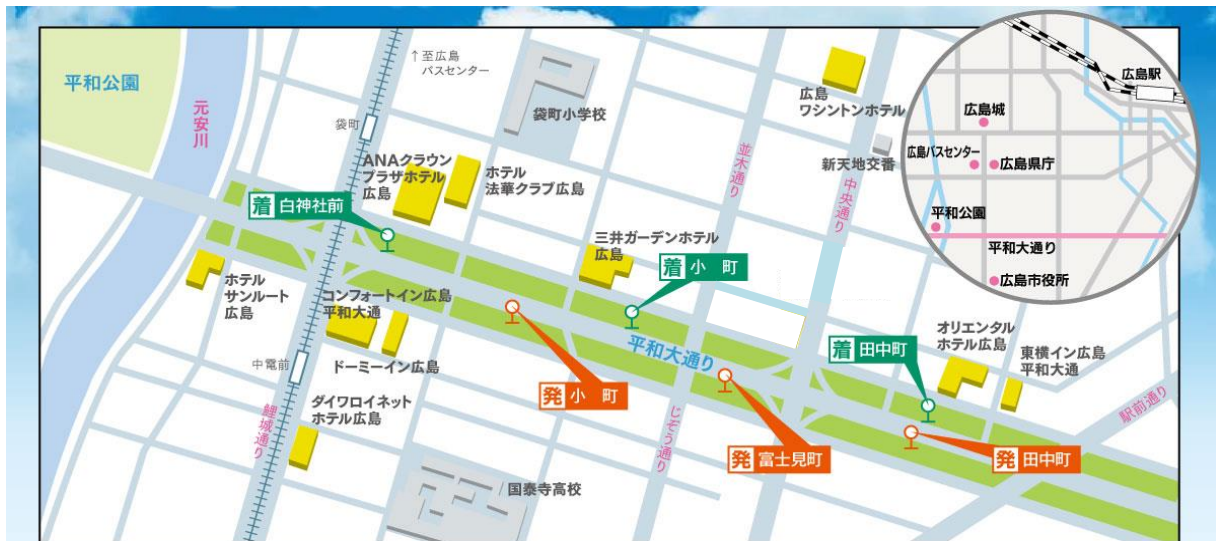 平和公園
元安川
↑至広島
バスセンター
袋町
袋町小学校
ANAクラウン
プラザホテル
広島
ホテル
法華クラブ広島
着 白神社前
広島
ワシントンホテル
新天地交番
並木通り
中央通り
三井ガーデンホテル
広島
着 小 町
平和大通り
ホテル
サンルート
広島
コンフォートイン広島
平和大通
ドーミーイン広島
中電前
鯉城通り
ダイワロイネット
ホテル広島
発 小 町
国泰寺高校
じぞう通り
発 富士見町
着 田中町
オリエンタル
ホテル広島
東横イン広島
平和大通
駅前通り
発 田中町
広島駅
広島城
広島バスセンター
広島県庁
平和公園
平和大通り
広島市役所